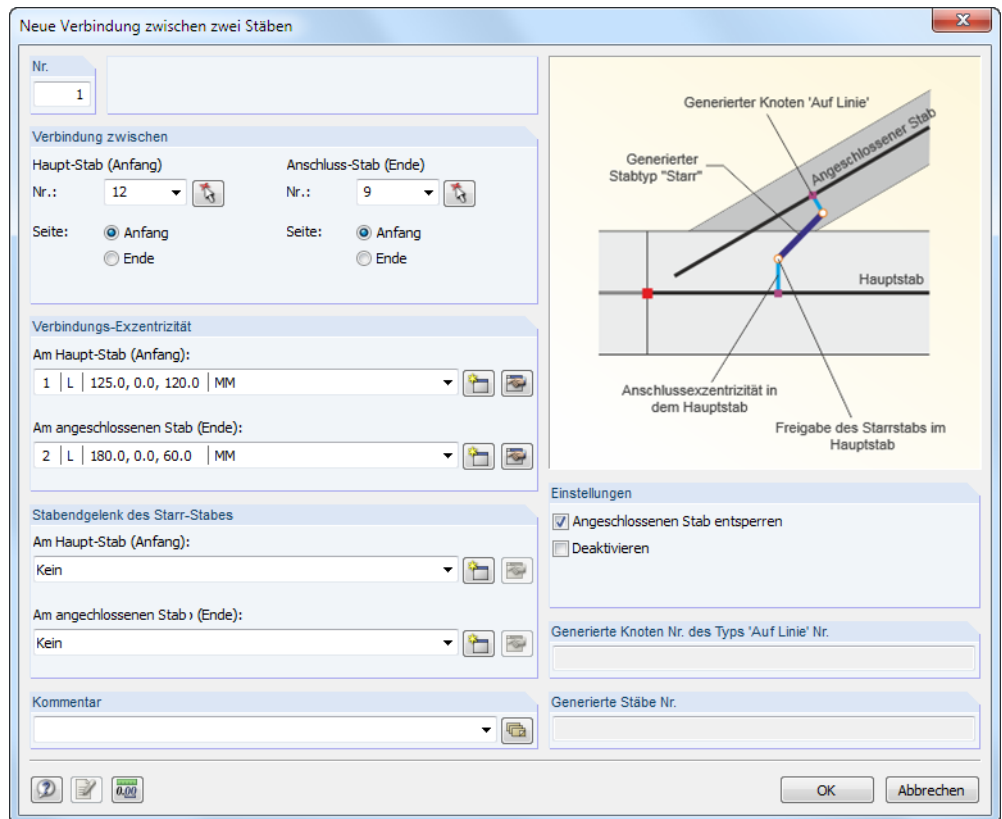 Neue Verbindung zwischen zwei Stäben
Nr.
1
Verbindung zwischen
Haupt-Stab (Anfang)
Anschluss-Stab (Ende)
Nr.: 12
Nr.: 9
Seite: Anfang
Ende
Seite: Anfang
Ende
Verbindungs-Exzentrizität
Am Haupt-Stab (Anfang):
1 | L | 125.0, 0.0, 120.0 | MM
Am angeschlossenen Stab (Ende):
2 | L | 180.0, 0.0, 60.0 | MM
Stabendgelenk des Starr-Stabes
Am Haupt-Stab (Anfang):
Kein
Am angechlossenen Stab (Ende):
Kein
Kommentar
Generierter Knoten 'Auf Linie'
Angeschlossener Stab
Generierter
Stabtyp "Starr"
Hauptstab
Anschlussexzentrizität in
dem Hauptstab
Freigabe des Starrstabs im
Hauptstab
Einstellungen
Angeschlossenen Stab entsperren
Deaktivieren
Generierte Knoten Nr. des Typs 'Auf Linie' Nr.
Generierte Stäbe Nr.
0.00
OK
Abbrechen